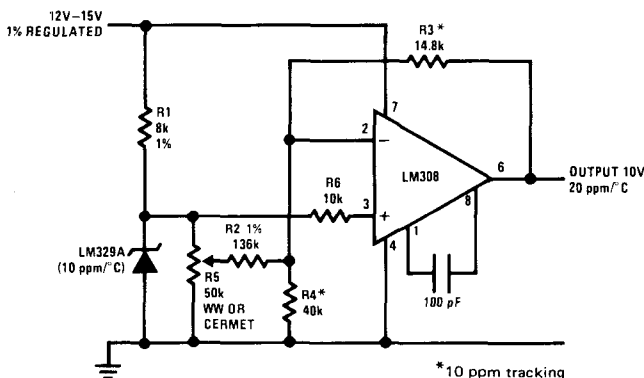 12V–15V
1% REGULATED
R3*
14.8k
R1
8k
1%
7
2
−
LM308
6
OUTPUT 10V
20 ppm/°C
8
R6
10k
3
+
R2 1%
136k
4
1
LM329A
(10 ppm/°C)
R5
50k
WW OR
CERMET
R4*
40k
100 pF
*10 ppm tracking